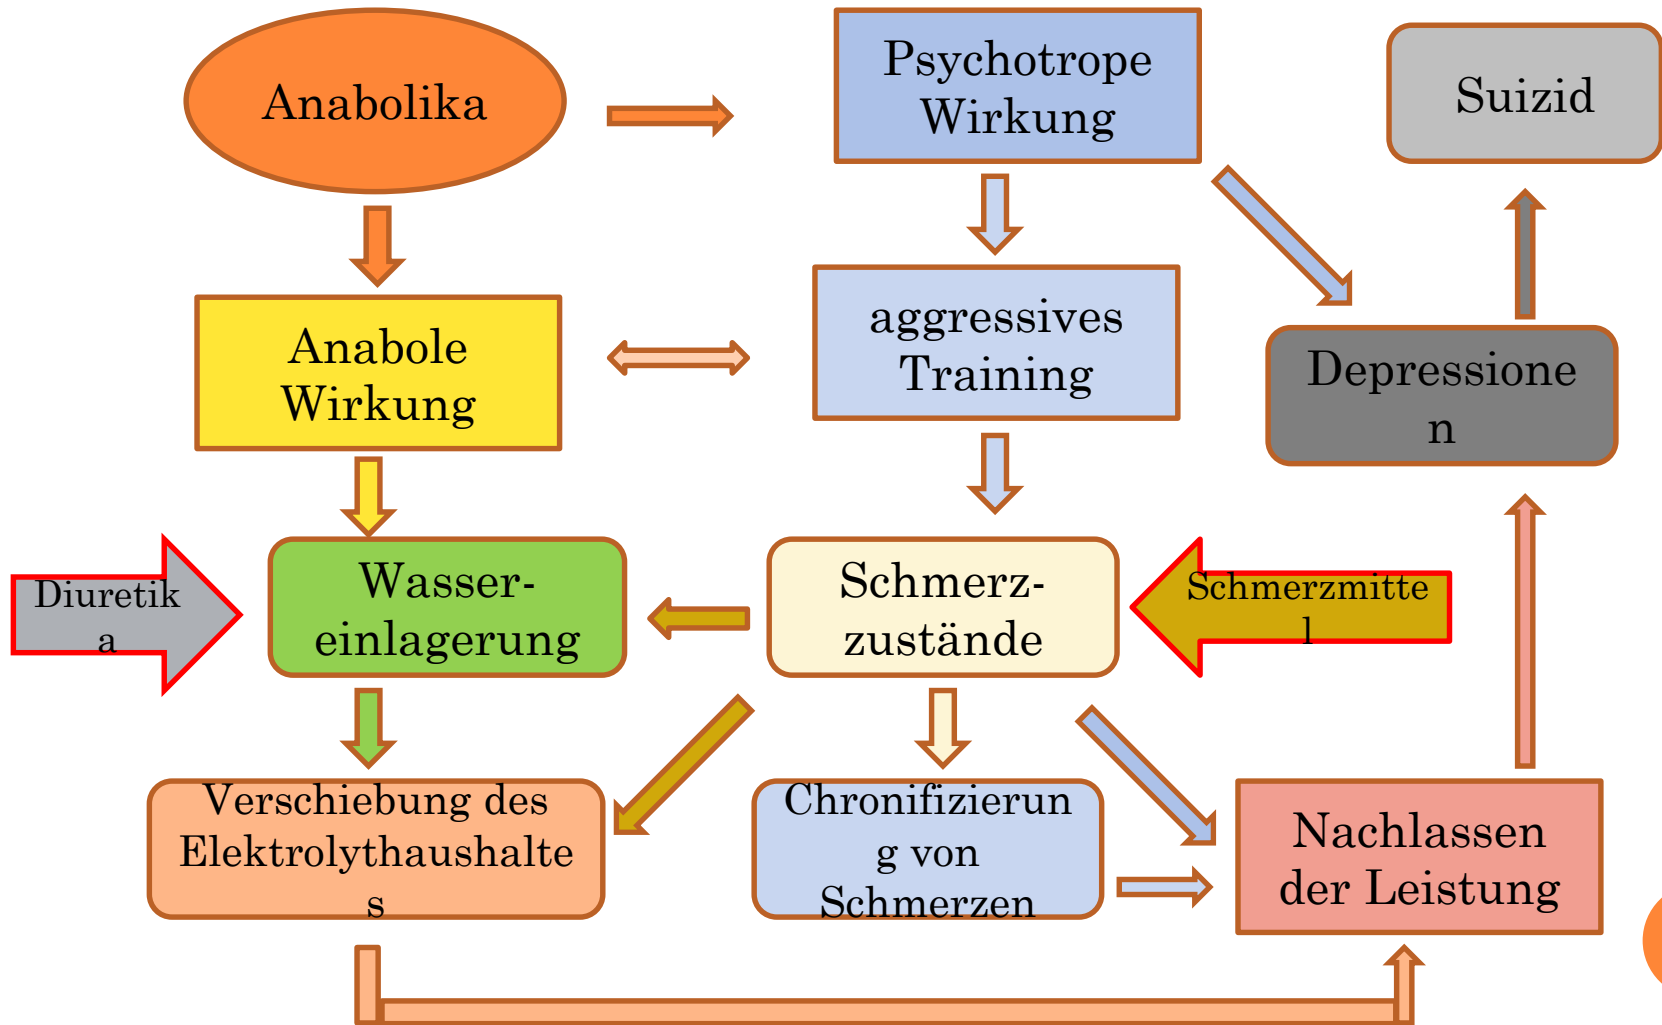 Anabolika
Psychotrope
Wirkung
Suizid
Anabole
Wirkung
aggressives
Training
Depressione
n
Diuretik
a
Wasser-
einlagerung
Schmerz-
zustände
Schmerzmitte
l
Verschiebung des
Elektrolythaushalte
s
Chronifizierun
g von
Schmerzen
Nachlassen
der Leistung